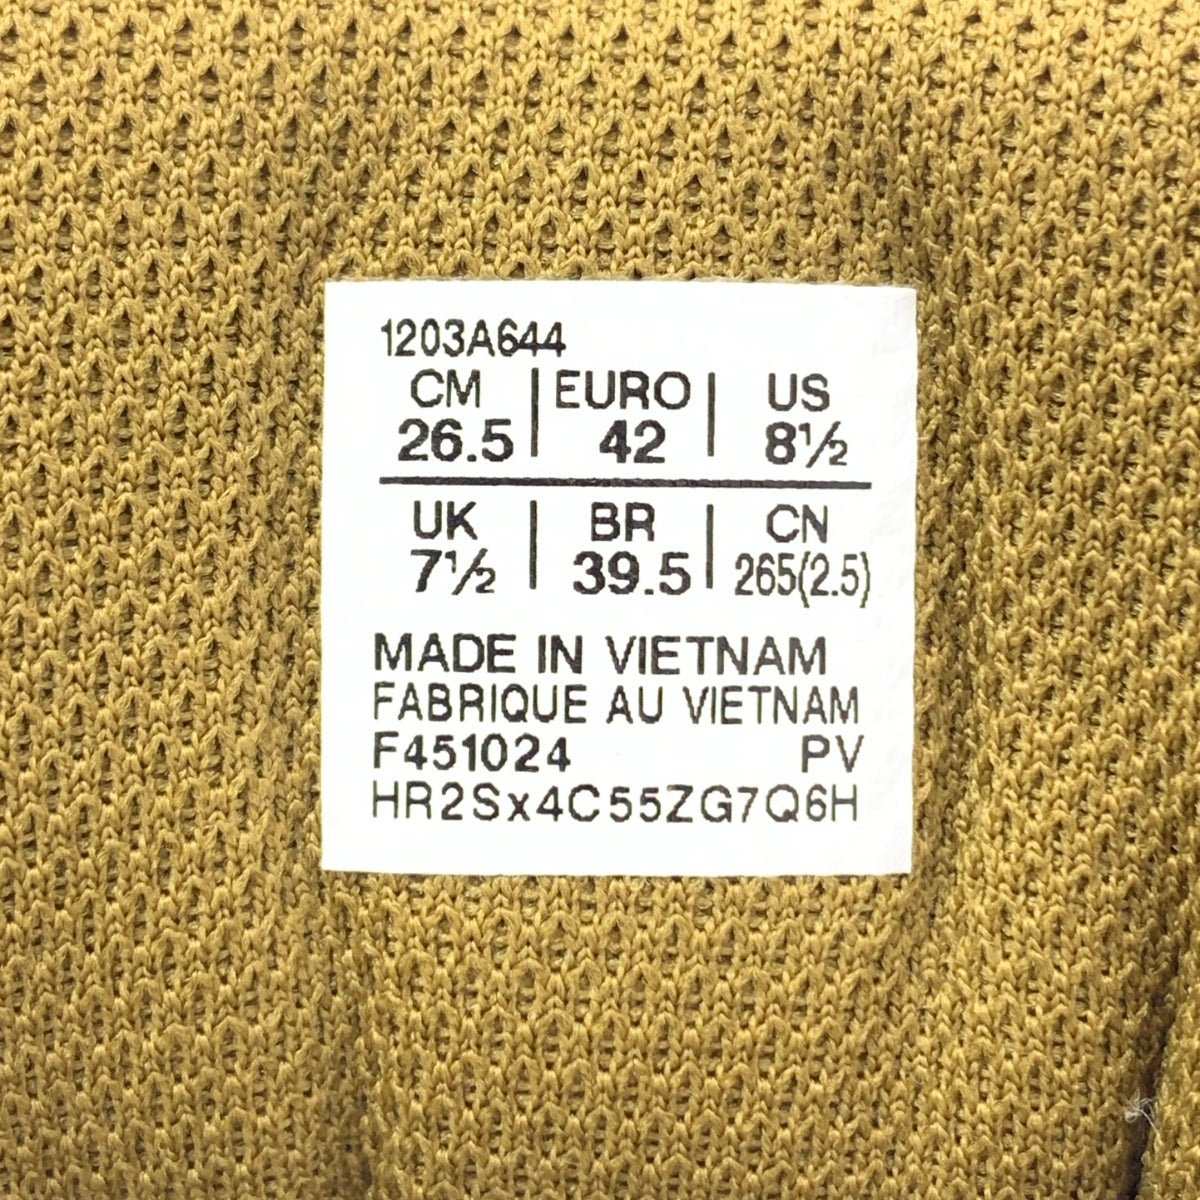 1203A644
CM EURO US
26.5 42 8½
UK BR CN
7½ 39.5 265(2.5)
MADE IN VIETNAM
FABRIQUE AU VIETNAM
F451024 PV
HR2Sx4C55ZG7Q6H